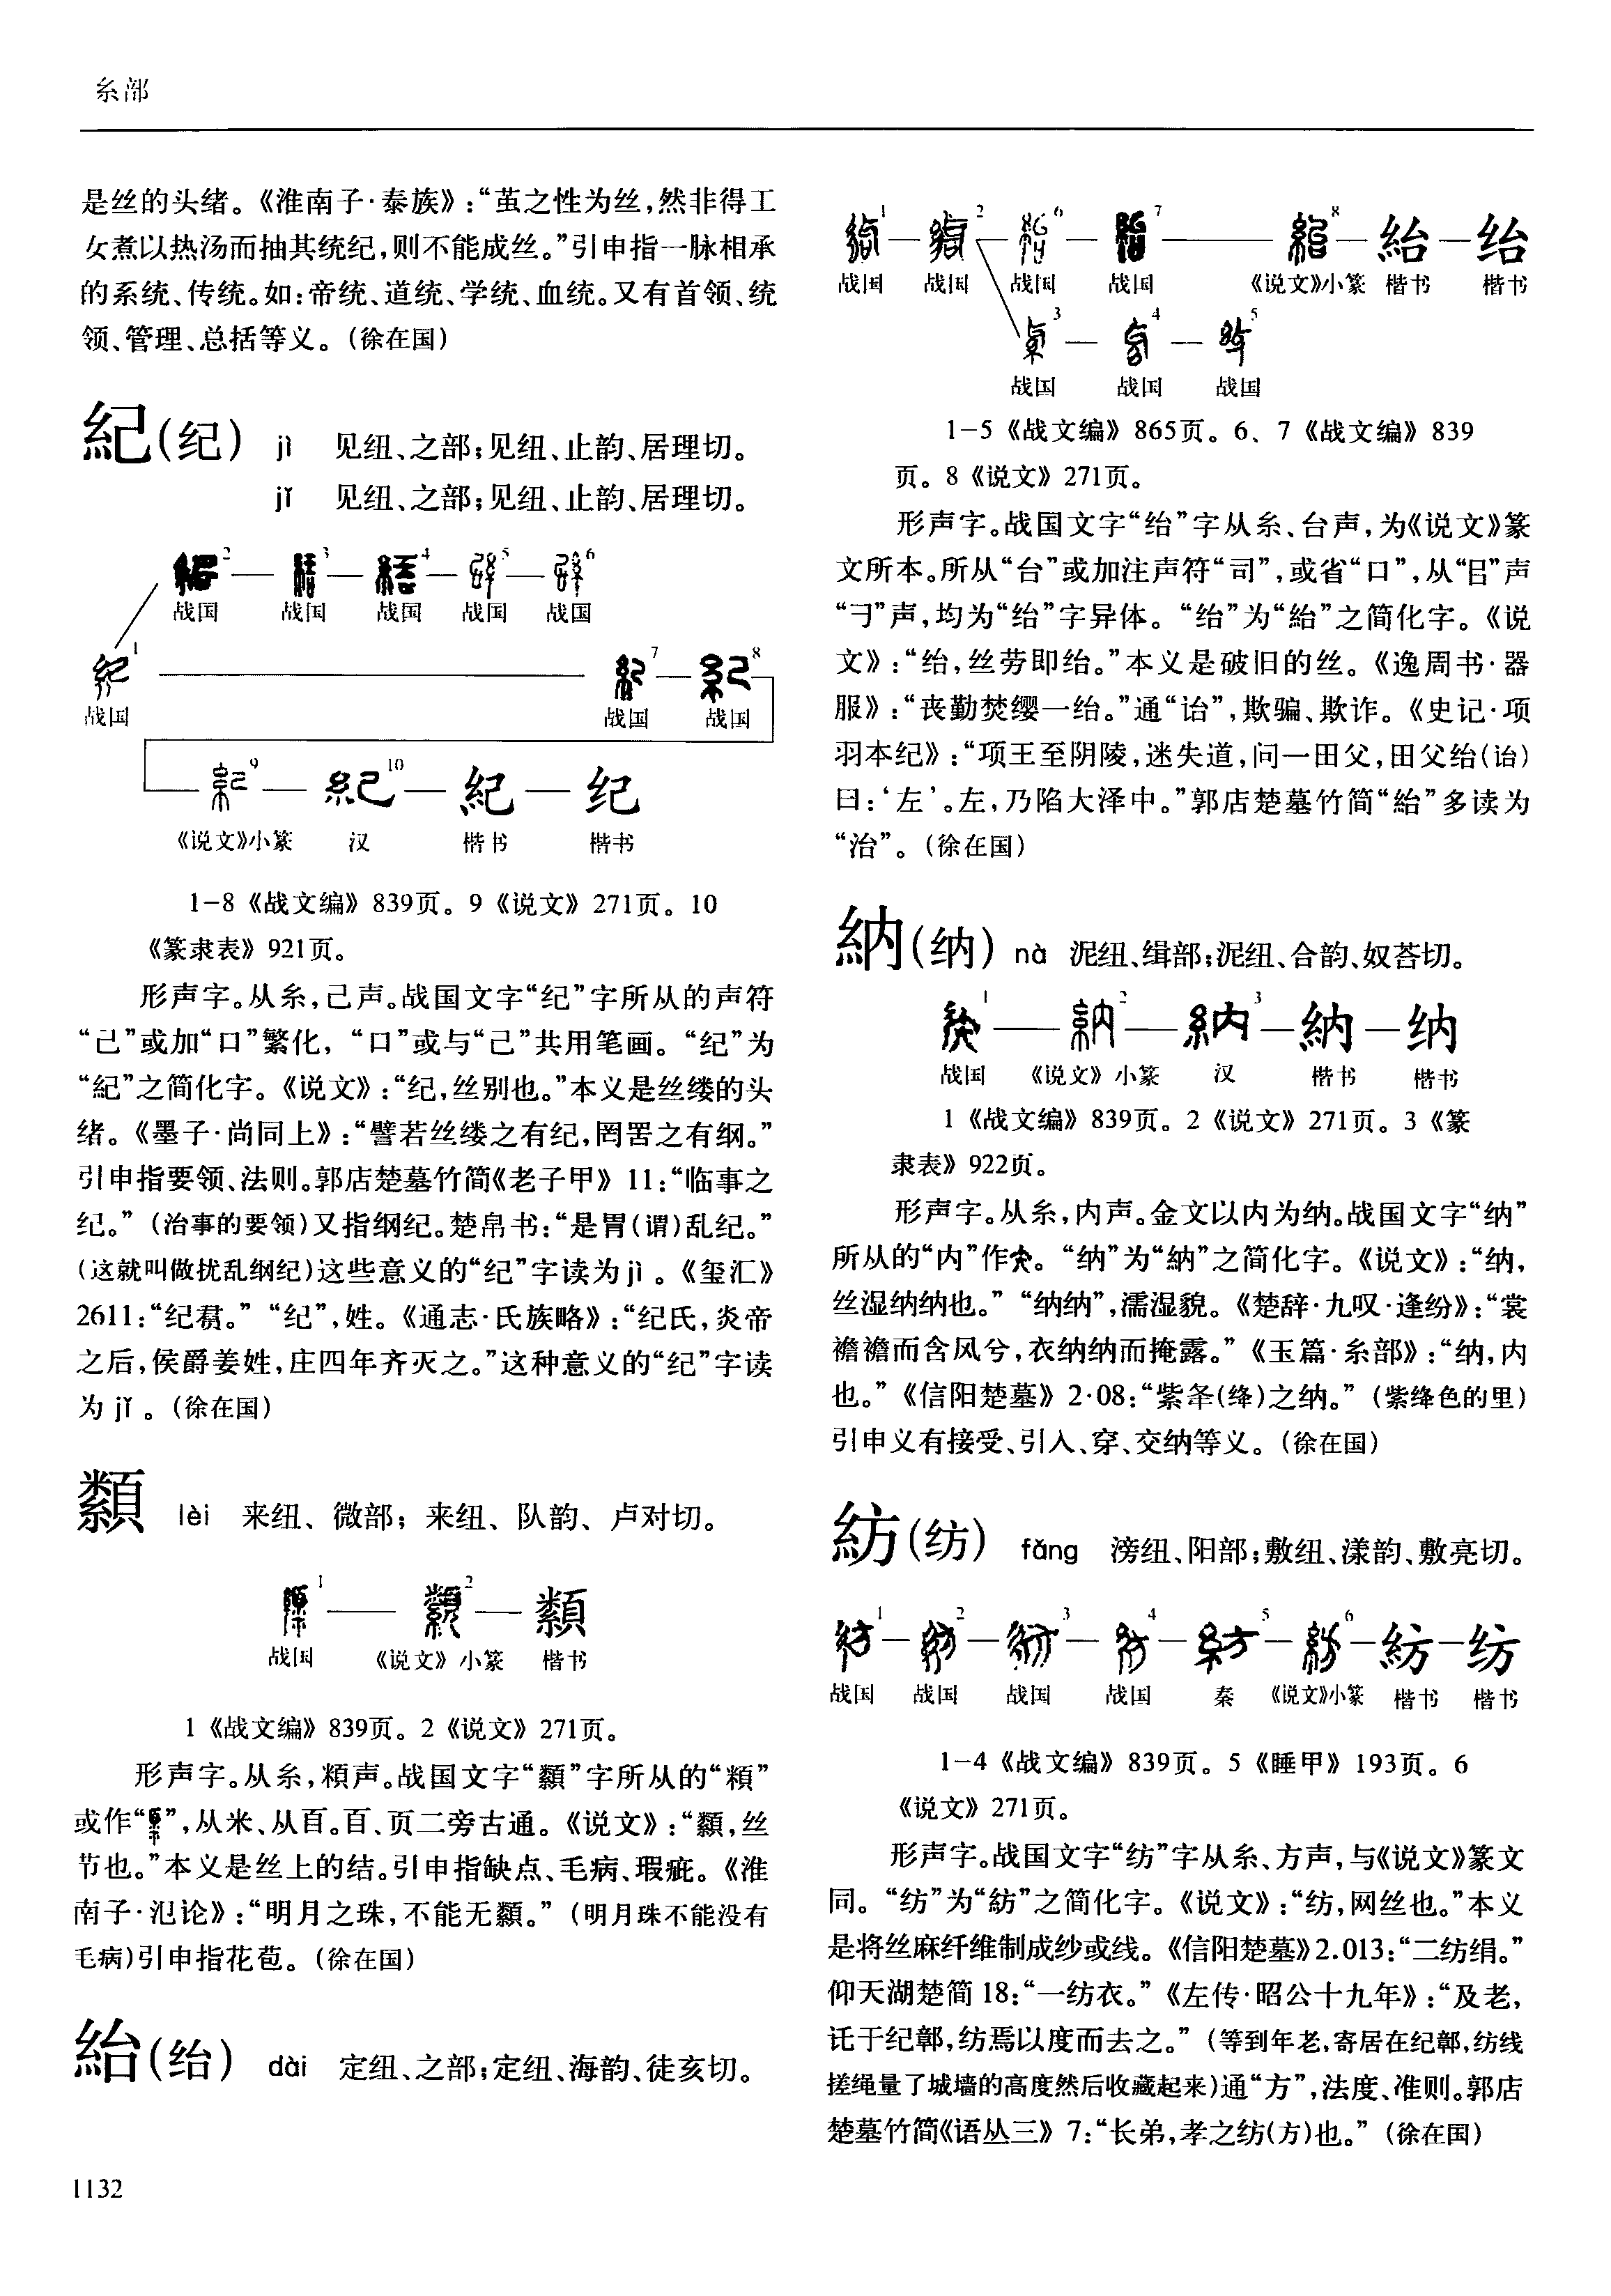 糸部
是丝的头绪。《淮南子·泰族》:“茧之性为丝,然非得工
女煮以热汤而抽其统纪,则不能成丝。”引申指一脉相承
的系统、传统。如:帝统、道统、学统、血统。又有首领、统
领、管理、总括等义。(徐在国)
紀(纪) jì 见纽、之部;见纽、止韵、居理切。
jǐ 见纽、之部;见纽、止韵、居理切。
2 3 4 5 6
战国 战国 战国 战国 战国
1 7 8
战国 战国 战国
9 10 紀 纪
《说文》小篆 汉 楷书 楷书
1-8《战文编》839页。9《说文》271页。10
《篆隶表》921页。
形声字。从糸,己声。战国文字“纪”字所从的声符
“己”或加“口”繁化,“口”或与“己”共用笔画。“纪”为
“紀”之简化字。《说文》:“纪,丝别也。”本义是丝缕的头
绪。《墨子·尚同上》:“譬若丝缕之有纪,罔罟之有纲。”
引申指要领、法则。郭店楚墓竹简《老子甲》11:“临事之
纪。”(治事的要领)又指纲纪。楚帛书:“是胃(谓)乱纪。”
(这就叫做扰乱纲纪)这些意义的“纪”字读为jì。《玺汇》
2611:“纪。”“纪”,姓。《通志·氏族略》:“纪氏,炎帝
之后,侯爵姜姓,庄四年齐灭之。”这种意义的“纪”字读
为jǐ。(徐在国)
纇 lèi 来纽、微部;来纽、队韵、卢对切。
1 2 纇
战国 《说文》小篆 楷书
1《战文编》839页。2《说文》271页。
形声字。从糸,頪声。战国文字“纇”字所从的“頪”
或作“”,从米、从百。百、页二旁古通。《说文》:“纇,丝
节也。”本义是丝上的结。引申指缺点、毛病、瑕疵。《淮
南子·氾论》:“明月之珠,不能无纇。”(明月珠不能没有
毛病)引申指花苞。(徐在国)
紿(绐) dài 定纽、之部;定纽、海韵、徒亥切。
1 2 6 7 8 紿 绐
战国 战国 战国 战国 《说文》小篆 楷书 楷书
3 4 5
战国 战国 战国
1-5《战文编》865页。6、7《战文编》839
页。8《说文》271页。
形声字。战国文字“绐”字从糸、台声,为《说文》篆
文所本。所从“台”或加注声符“司”,或省“口”,从“㠯”声
“”声,均为“绐”字异体。“绐”为“紿”之简化字。《说
文》:“绐,丝劳即绐。”本义是破旧的丝。《逸周书·器
服》:“丧勤焚缨一绐。”通“诒”,欺骗、欺诈。《史记·项
羽本纪》:“项王至阴陵,迷失道,问一田父,田父绐(诒)
曰:‘左’。左,乃陷大泽中。”郭店楚墓竹简“紿”多读为
“治”。(徐在国)
納(纳) nà 泥纽、缉部;泥纽、合韵、奴荅切。
1 2 3 納 纳
战国 《说文》小篆 汉 楷书 楷书
1《战文编》839页。2《说文》271页。3《篆
隶表》922页。
形声字。从糸,内声。金文以内为纳。战国文字“纳”
所从的“内”作。“纳”为“納”之简化字。《说文》:“纳,
丝湿纳纳也。”“纳纳”,濡湿貌。《楚辞·九叹·逢纷》:“裳
襜襜而含风兮,衣纳纳而掩露。”《玉篇·糸部》:“纳,内
也。”《信阳楚墓》2·08:“紫(绛)之纳。”(紫绛色的里)
引申义有接受、引入、穿、交纳等义。(徐在国)
紡(纺) fǎng 滂纽、阳部;敷纽、漾韵、敷亮切。
1 2 3 4 5 6 紡 纺
战国 战国 战国 战国 秦 《说文》小篆 楷书 楷书
1-4《战文编》839页。5《睡甲》193页。6
《说文》271页。
形声字。战国文字“纺”字从糸、方声,与《说文》篆文
同。“纺”为“紡”之简化字。《说文》:“纺,网丝也。”本义
是将丝麻纤维制成纱或线。《信阳楚墓》2.013:“二纺绢。”
仰天湖楚简18:“一纺衣。”《左传·昭公十九年》:“及老,
讬于纪鄣,纺焉以度而去之。”(等到年老,寄居在纪鄣,纺线
搓绳量了城墙的高度然后收藏起来)通“方”,法度、准则。郭店
楚墓竹简《语丛三》7:“长弟,孝之纺(方)也。”(徐在国)
1132